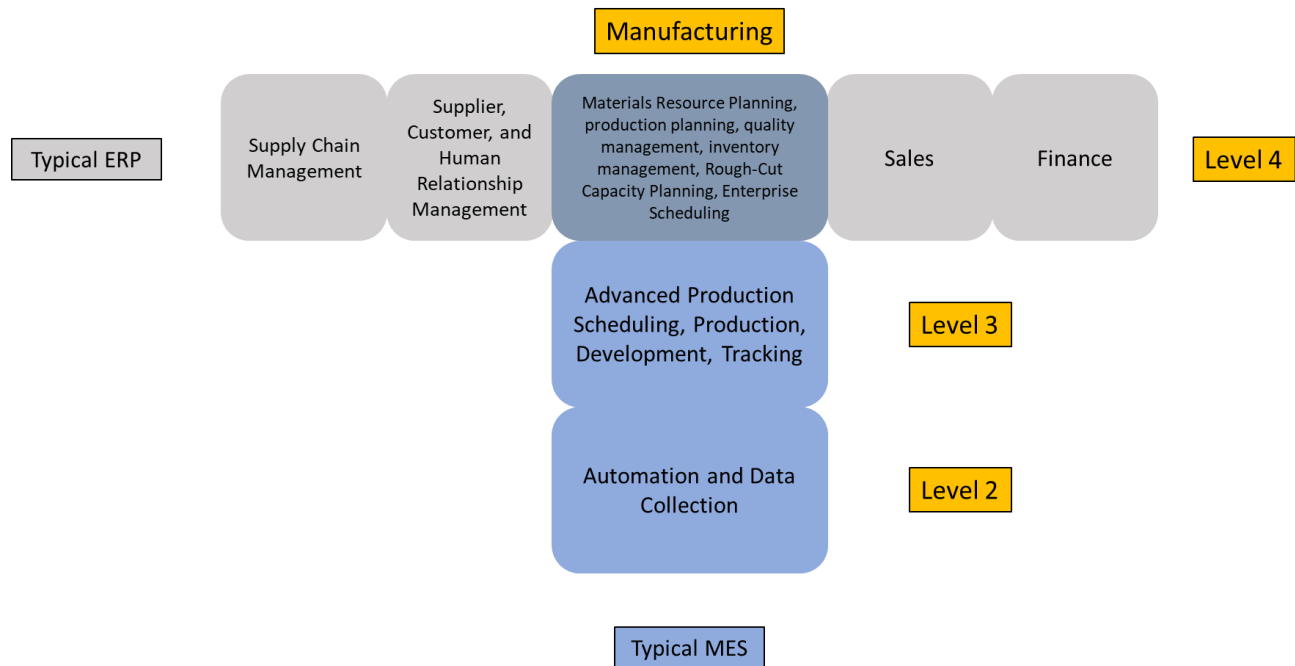 Manufacturing
Typical ERP
Supply Chain
Management
Supplier,
Customer, and
Human
Relationship
Management
Materials Resource Planning,
production planning, quality
management, inventory
management, Rough-Cut
Capacity Planning, Enterprise
Scheduling
Sales
Finance
Level 4
Advanced Production
Scheduling, Production,
Development, Tracking
Level 3
Automation and Data
Collection
Level 2
Typical MES